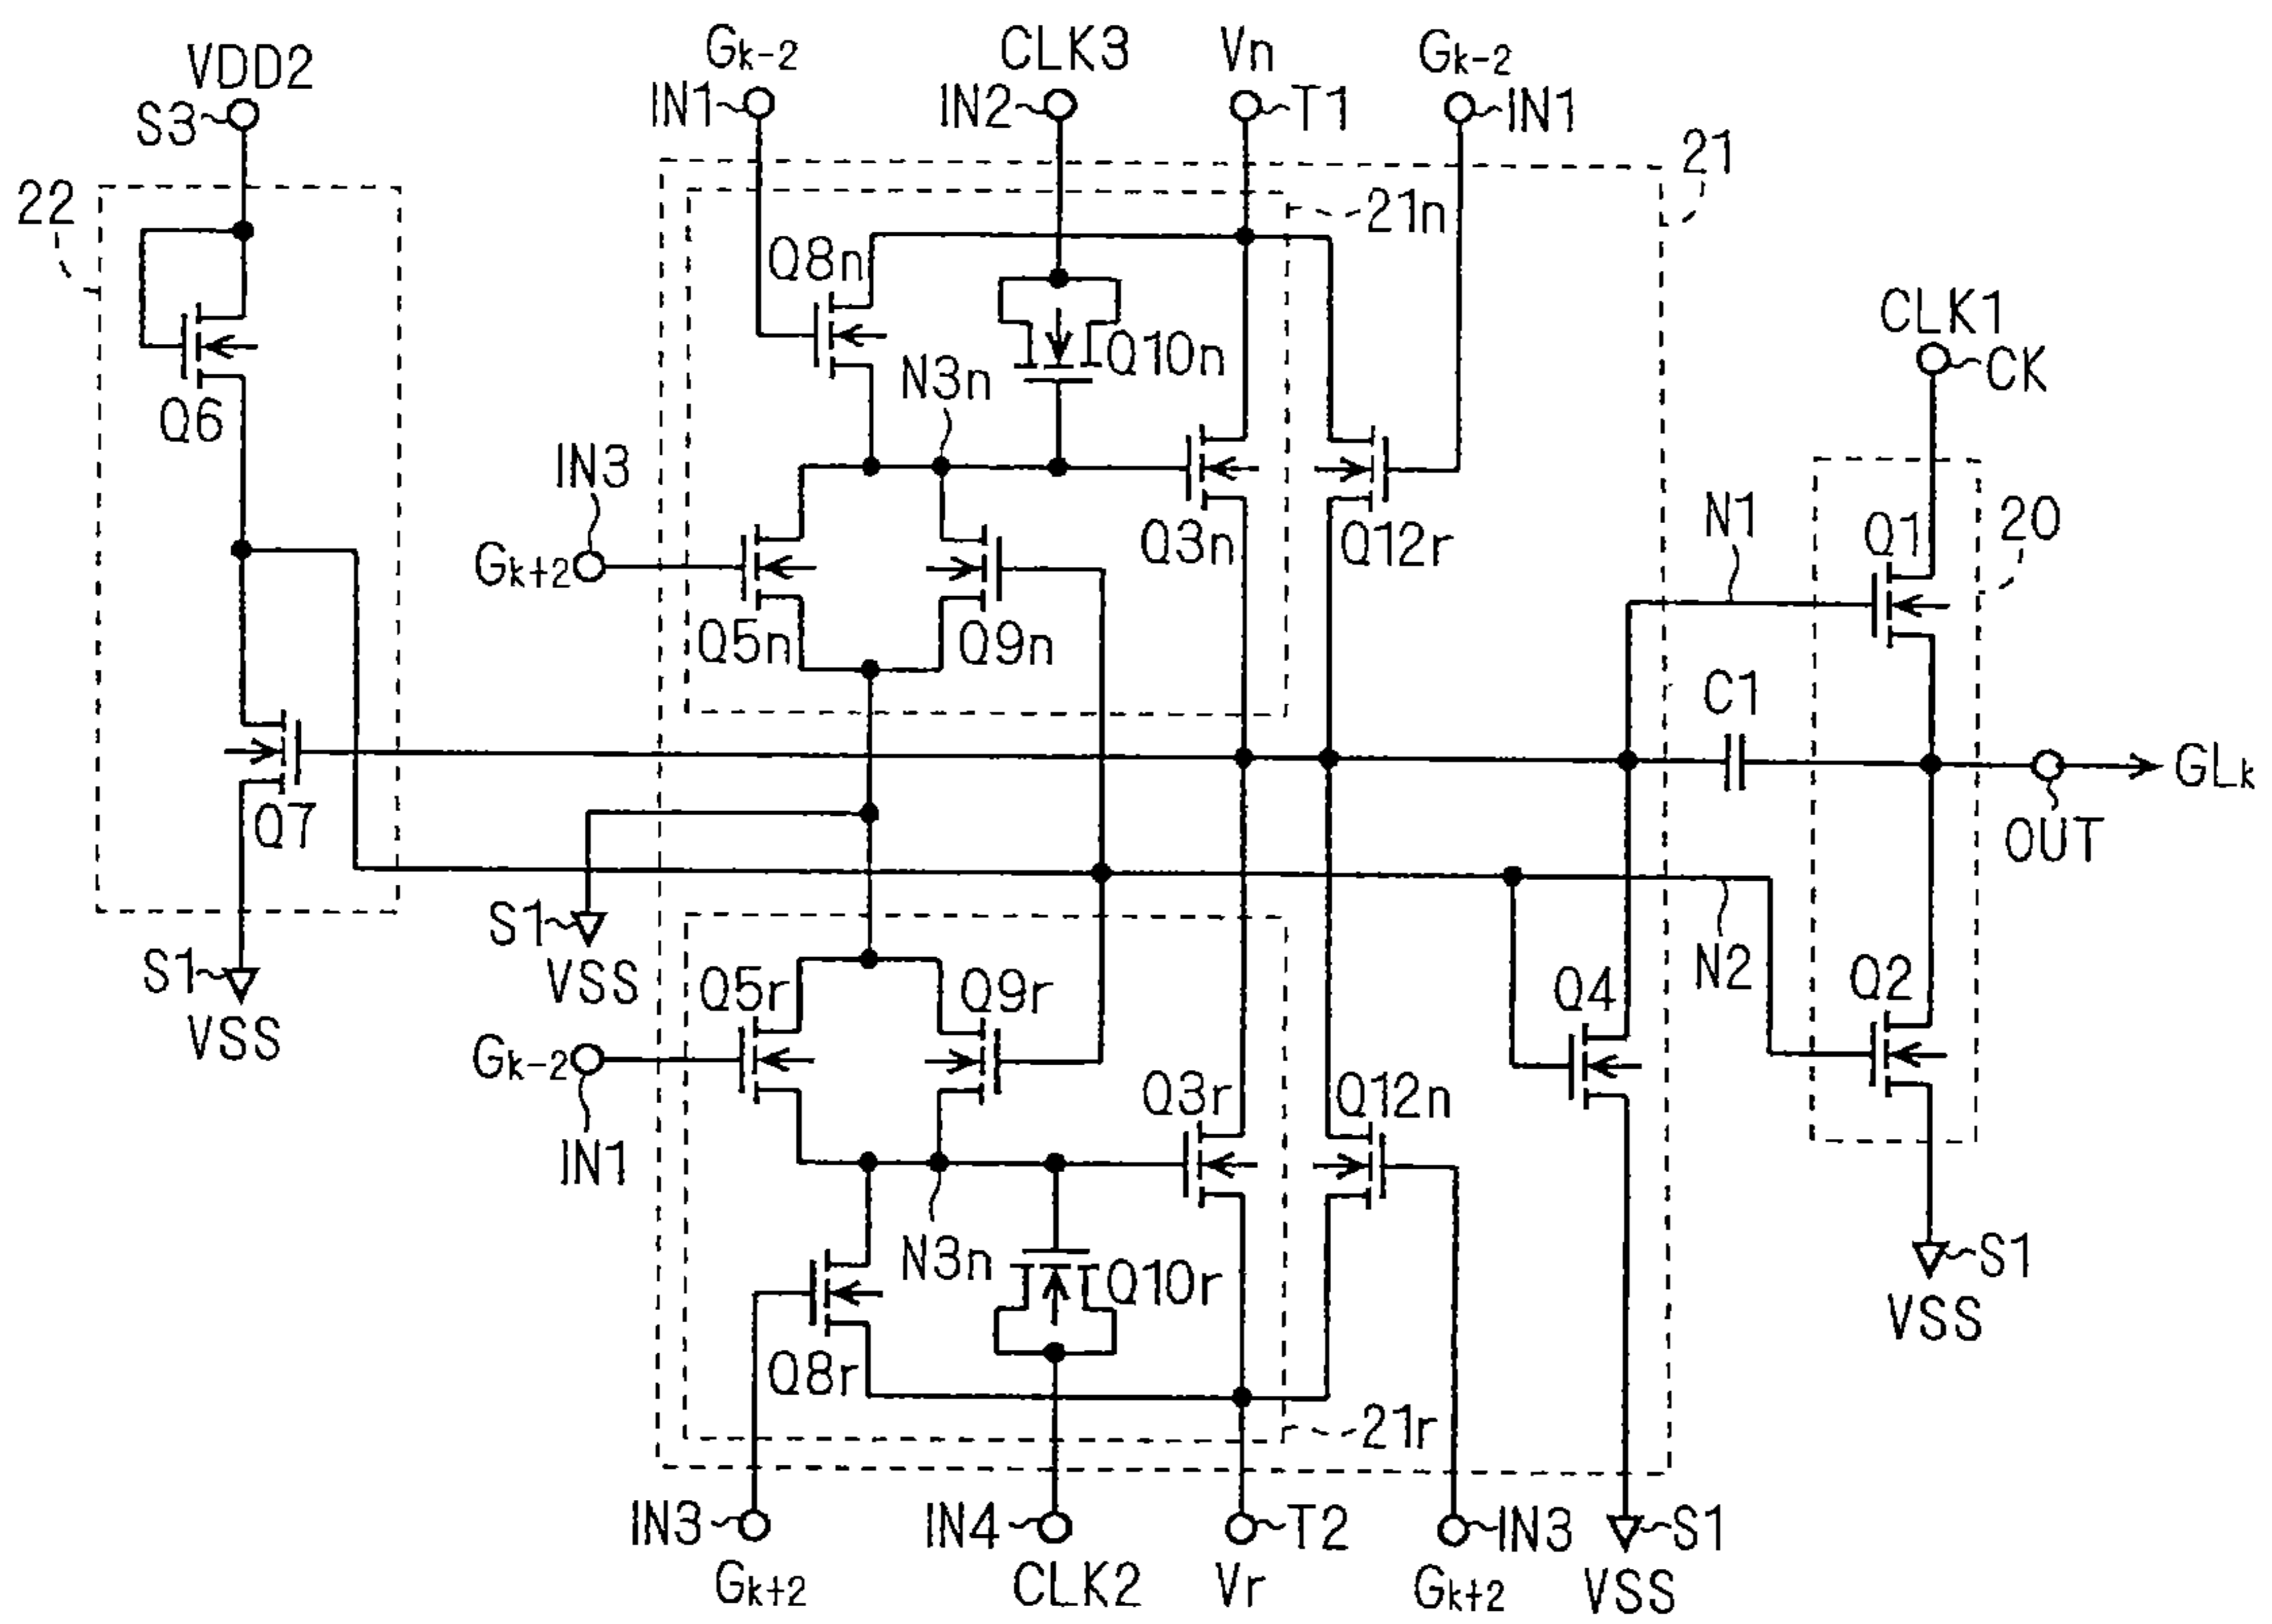 VDD2
S3
22
Q6
Q7
S1
VSS
Gk-2
IN1
CLK3
IN2
Vn
T1
Gk-2
IN1
21
21n
Q8n
Q10n
N3n
IN3
Gk+2
Q5n
Q9n
Q3n
Q12r
CLK1
CK
N1
Q1
20
C1
GLk
OUT
S1
VSS
N2
Q5r
Q9r
Gk-2
IN1
Q3r
Q12n
Q4
Q2
N3n
Q10r
Q8r
21r
S1
VSS
IN3
Gk+2
IN4
CLK2
T2
Vr
IN3
Gk+2
S1
VSS